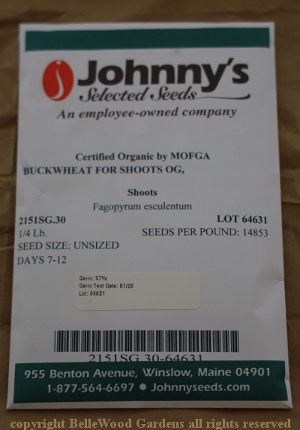 Johnny's
Selected Seeds
An employee-owned company
Certified Organic by MOFGA
BUCKWHEAT FOR SHOOTS OG,
Shoots
Fagopyrum esculentum
2151SG.30 LOT 64631
1/4 Lb. SEEDS PER POUND: 14853
SEED SIZE: UNSIZED
DAYS 7-12
Germ: 97%
Germ Test Date: 01/20
Lot: 64631
2151SG.30-64631
955 Benton Avenue, Winslow, Maine 04901
1-877-564-6697 • Johnnyseeds.com
copyright BelleWood Gardens all rights reserved